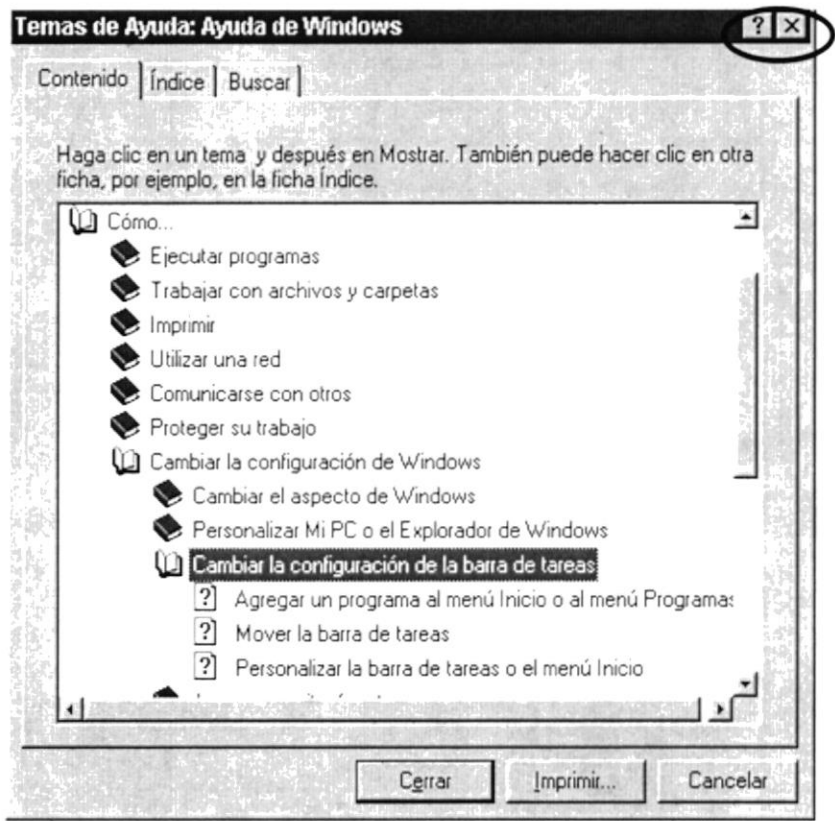 Temas de Ayuda: Ayuda de Windows
Contenido Índice Buscar
Haga clic en un tema y después en Mostrar. También puede hacer clic en otra
ficha, por ejemplo, en la ficha Índice.
Cómo...
Ejecutar programas
Trabajar con archivos y carpetas
Imprimir
Utilizar una red
Comunicarse con otros
Proteger su trabajo
Cambiar la configuración de Windows
Cambiar el aspecto de Windows
Personalizar Mi PC o el Explorador de Windows
Cambiar la configuración de la barra de tareas
Agregar un programa al menú Inicio o al menú Programas
Mover la barra de tareas
Personalizar la barra de tareas o el menú Inicio
Cerrar Imprimir... Cancelar